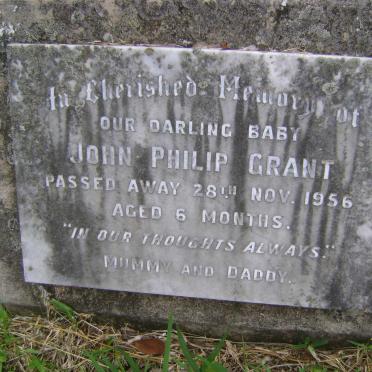 In Cherished Memory of
OUR DARLING BABY
JOHN PHILIP GRANT
PASSED AWAY 28TH NOV. 1956
AGED 6 MONTHS.
"IN OUR THOUGHTS ALWAYS."
MUMMY AND DADDY.